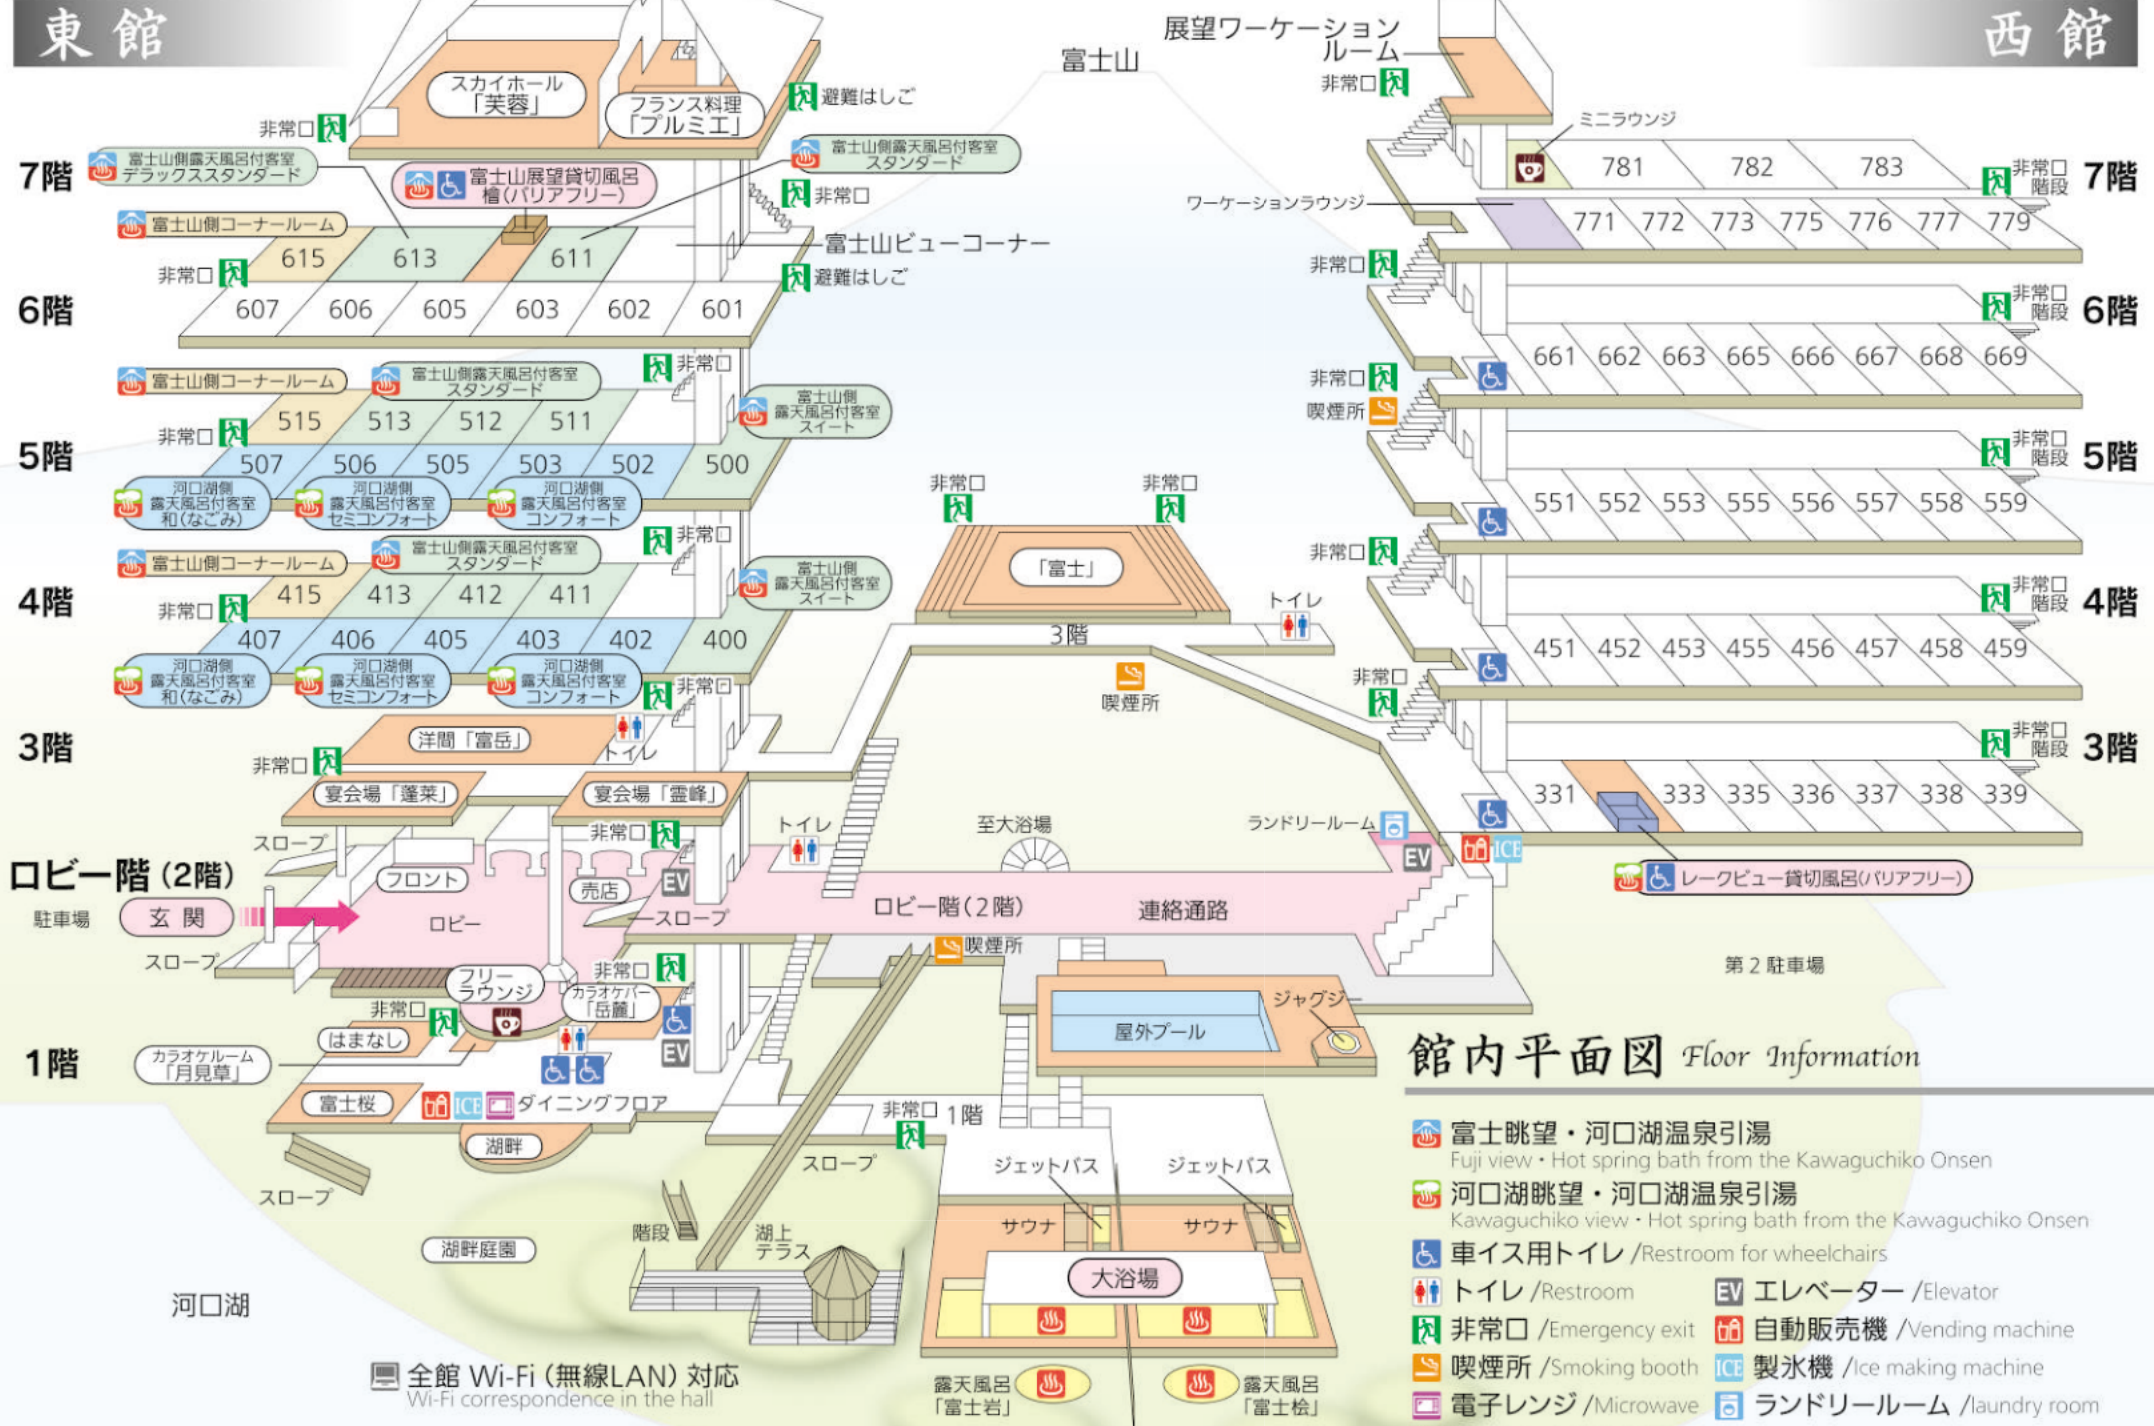 東館
西館
富士山
展望ワーケーション
ルーム
非常口
スカイホール
「芙蓉」
フランス料理
「プルミエ」
避難はしご
非常口
7階
富士山側露天風呂付客室
デラックススタンダード
富士山展望貸切風呂
檜(バリアフリー)
富士山側露天風呂付客室
スタンダード
非常口
富士山側コーナールーム
富士山ビューコーナー
615
613
611
非常口
避難はしご
6階
607
606
605
603
602
601
非常口
富士山側コーナールーム
富士山側露天風呂付客室
スタンダード
富士山側
露天風呂付客室
スイート
515
513
512
511
非常口
5階
507
506
505
503
502
500
河口湖側
露天風呂付客室
和(なごみ)
河口湖側
露天風呂付客室
セミコンフォート
河口湖側
露天風呂付客室
コンフォート
非常口
富士山側コーナールーム
富士山側露天風呂付客室
スタンダード
富士山側
露天風呂付客室
スイート
415
413
412
411
非常口
4階
407
406
405
403
402
400
河口湖側
露天風呂付客室
和(なごみ)
河口湖側
露天風呂付客室
セミコンフォート
河口湖側
露天風呂付客室
コンフォート
非常口
3階
洋間「富岳」
トイレ
非常口
宴会場「蓬莱」
宴会場「霊峰」
非常口
スロープ
ロビー階(2階)
フロント
売店
EV
トイレ
駐車場
玄関
ロビー
スロープ
スロープ
フリー
ラウンジ
非常口
カラオケバー
「岳麓」
非常口
はまなし
1階
カラオケルーム
「月見草」
EV
富士桜
ICE
ダイニングフロア
湖畔
スロープ
湖畔庭園
階段
湖上
テラス
スロープ
河口湖
全館 Wi-Fi(無線LAN)対応
Wi-Fi correspondence in the hall
非常口
非常口
「富士」
トイレ
3階
喫煙所
至大浴場
ランドリールーム
EV
ICE
ロビー階(2階)
連絡通路
喫煙所
屋外プール
ジャグジー
非常口
1階
ジェットバス
ジェットバス
サウナ
サウナ
大浴場
露天風呂
「富士岩」
露天風呂
「富士桧」
ミニラウンジ
781
782
783
非常口
階段
7階
ワーケーションラウンジ
771
772
773
775
776
777
779
非常口
非常口
階段
6階
661
662
663
665
666
667
668
669
非常口
喫煙所
非常口
階段
5階
551
552
553
555
556
557
558
559
非常口
非常口
階段
4階
451
452
453
455
456
457
458
459
非常口
非常口
階段
3階
331
333
335
336
337
338
339
レークビュー貸切風呂(バリアフリー)
第2駐車場
館内平面図 Floor Information
富士眺望・河口湖温泉引湯
Fuji view・Hot spring bath from the Kawaguchiko Onsen
河口湖眺望・河口湖温泉引湯
Kawaguchiko view・Hot spring bath from the Kawaguchiko Onsen
車イス用トイレ/Restroom for wheelchairs
トイレ/Restroom
EV エレベーター/Elevator
非常口/Emergency exit
自動販売機/Vending machine
喫煙所/Smoking booth
ICE 製氷機/Ice making machine
電子レンジ/Microwave
ランドリールーム/laundry room